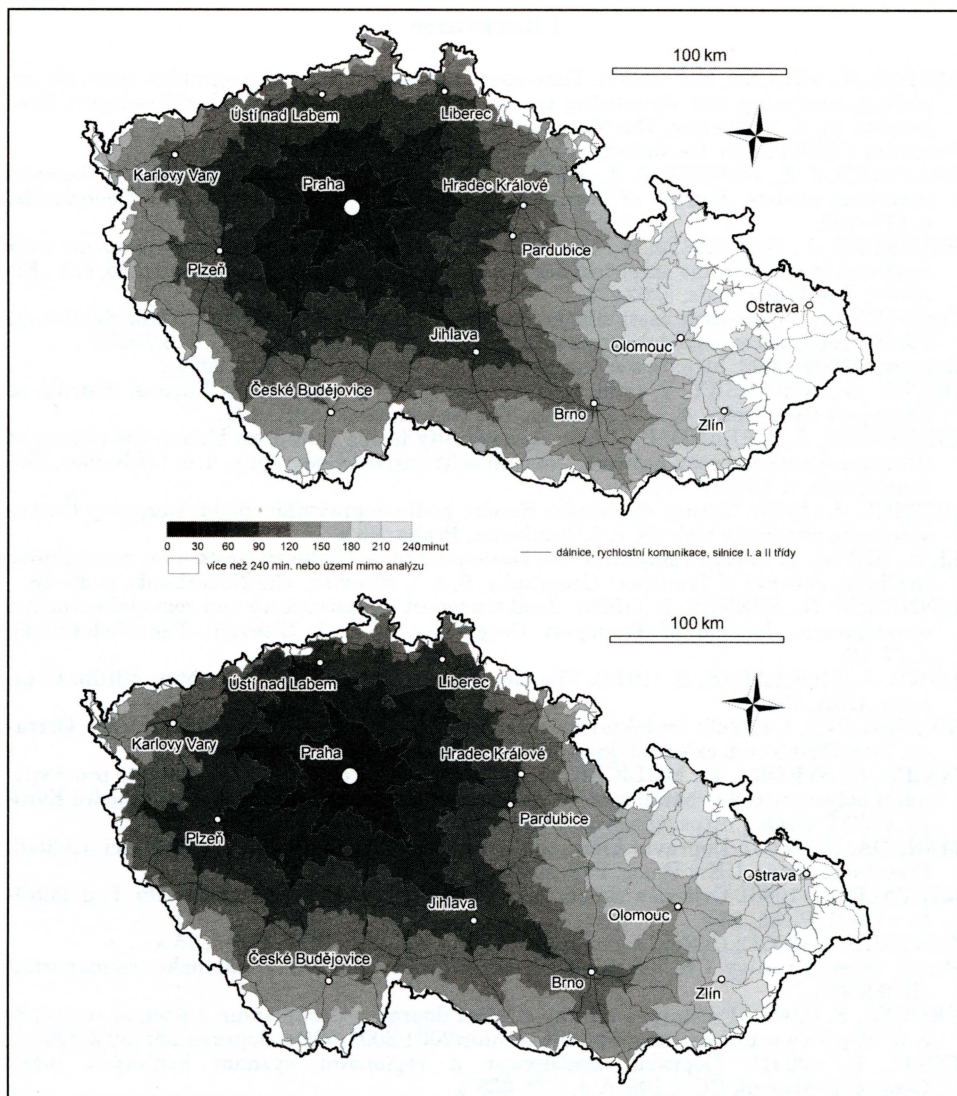 100 km
Ústí nad Labem
Liberec
Karlovy Vary
Praha
Hradec Králové
Pardubice
Plzeň
Ostrava
Jihlava
Olomouc
České Budějovice
Brno
Zlín
0 30 60 90 120 150 180 210 240 minut
dálnice, rychlostní komunikace, silnice I. a II třídy
více než 240 min. nebo území mimo analýzu
100 km
Ústí nad Labem
Liberec
Karlovy Vary
Praha
Hradec Králové
Pardubice
Plzeň
Ostrava
Jihlava
Olomouc
České Budějovice
Brno
Zlín